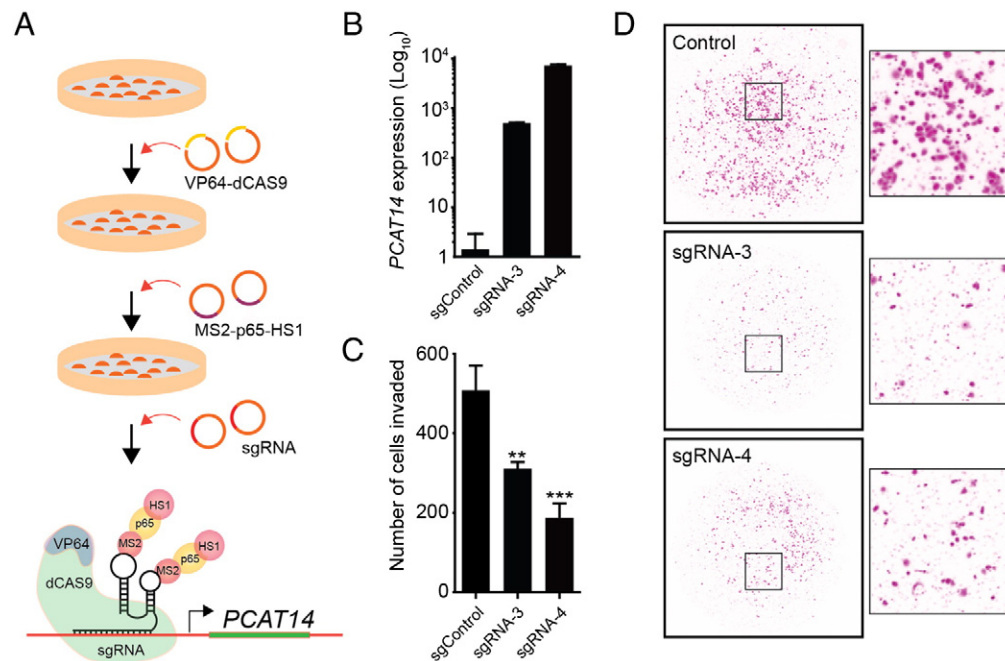 A
VP64-dCAS9
MS2-p65-HS1
sgRNA
HS1
p65
MS2
HS1
p65
MS2
VP64
dCAS9
sgRNA
PCAT14
B
PCAT14 expression (Log10)
10^4
10^3
10^2
10^1
1
sgControl
sgRNA-3
sgRNA-4
C
Number of cells invaded
600
400
200
0
**
***
sgControl
sgRNA-3
sgRNA-4
D
Control
sgRNA-3
sgRNA-4